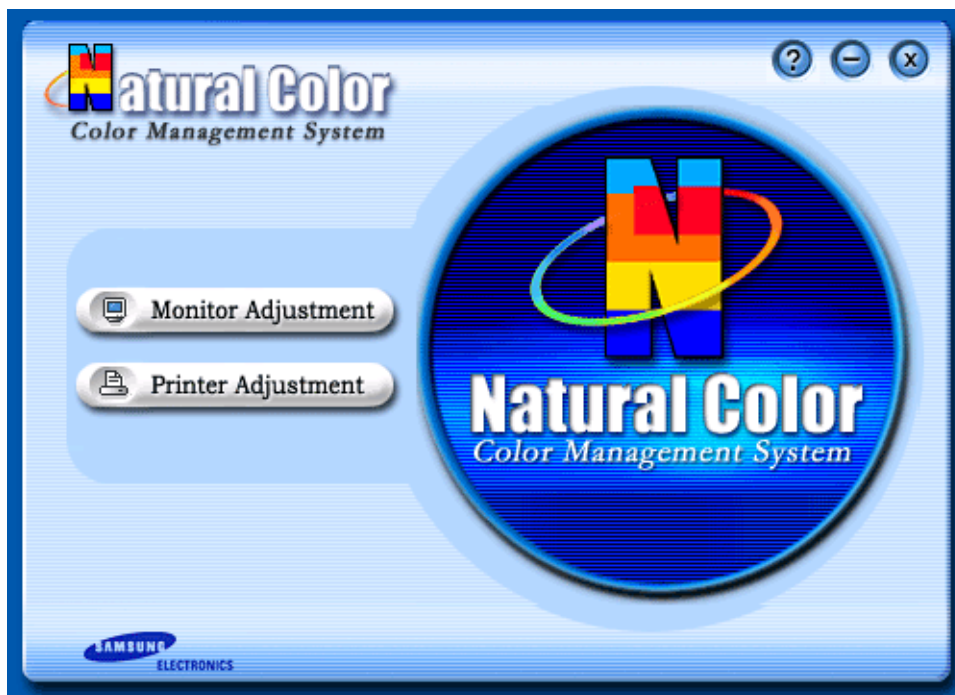 Natural Color
Color Management System
? – x
Monitor Adjustment
Printer Adjustment
N
Natural Color
Color Management System
SAMSUNG
ELECTRONICS